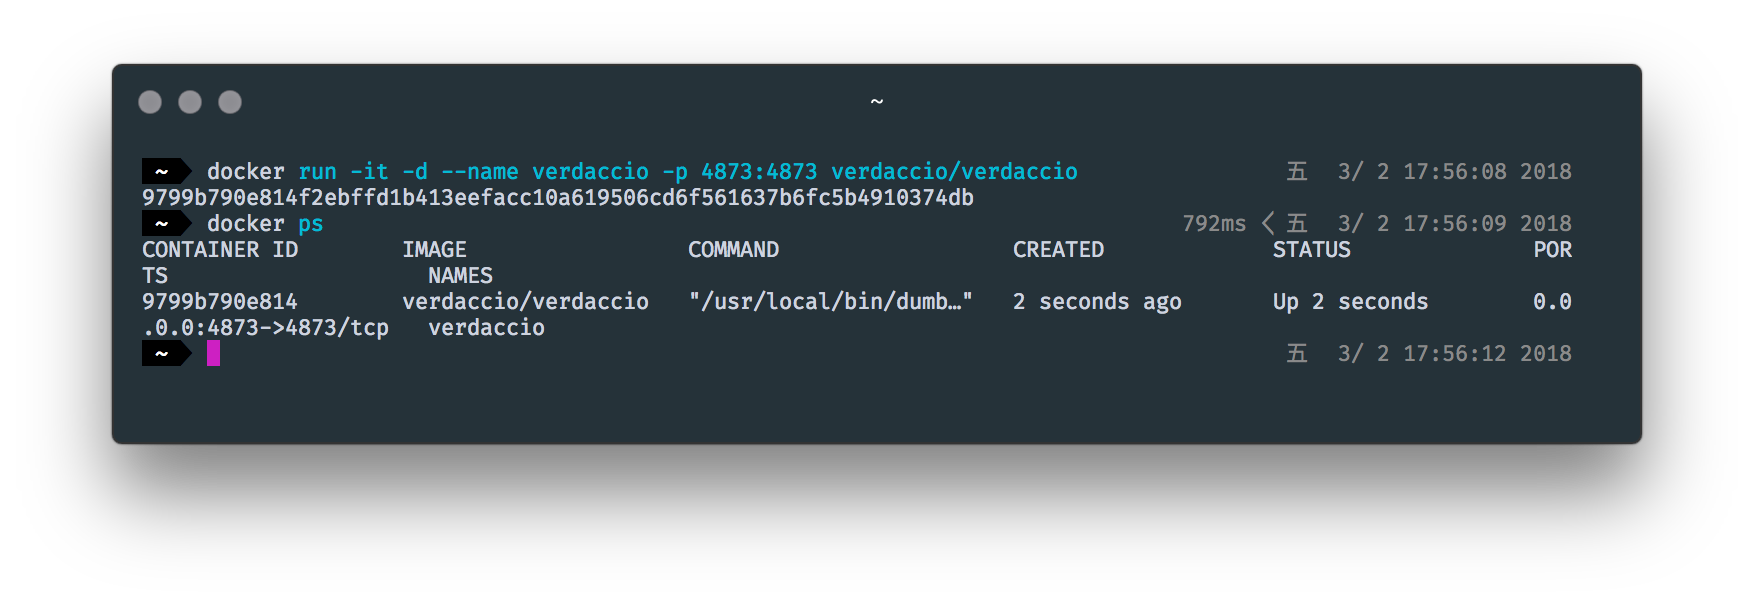 ~
~ docker run -it -d --name verdaccio -p 4873:4873 verdaccio/verdaccio 五 3/ 2 17:56:08 2018
9799b790e814f2ebffd1b413eefacc10a619506cd6f561637b6fc5b4910374db
~ docker ps 792ms < 五 3/ 2 17:56:09 2018
CONTAINER ID IMAGE COMMAND CREATED STATUS POR
TS NAMES
9799b790e814 verdaccio/verdaccio "/usr/local/bin/dumb…" 2 seconds ago Up 2 seconds 0.0
.0.0:4873->4873/tcp verdaccio
~ 五 3/ 2 17:56:12 2018